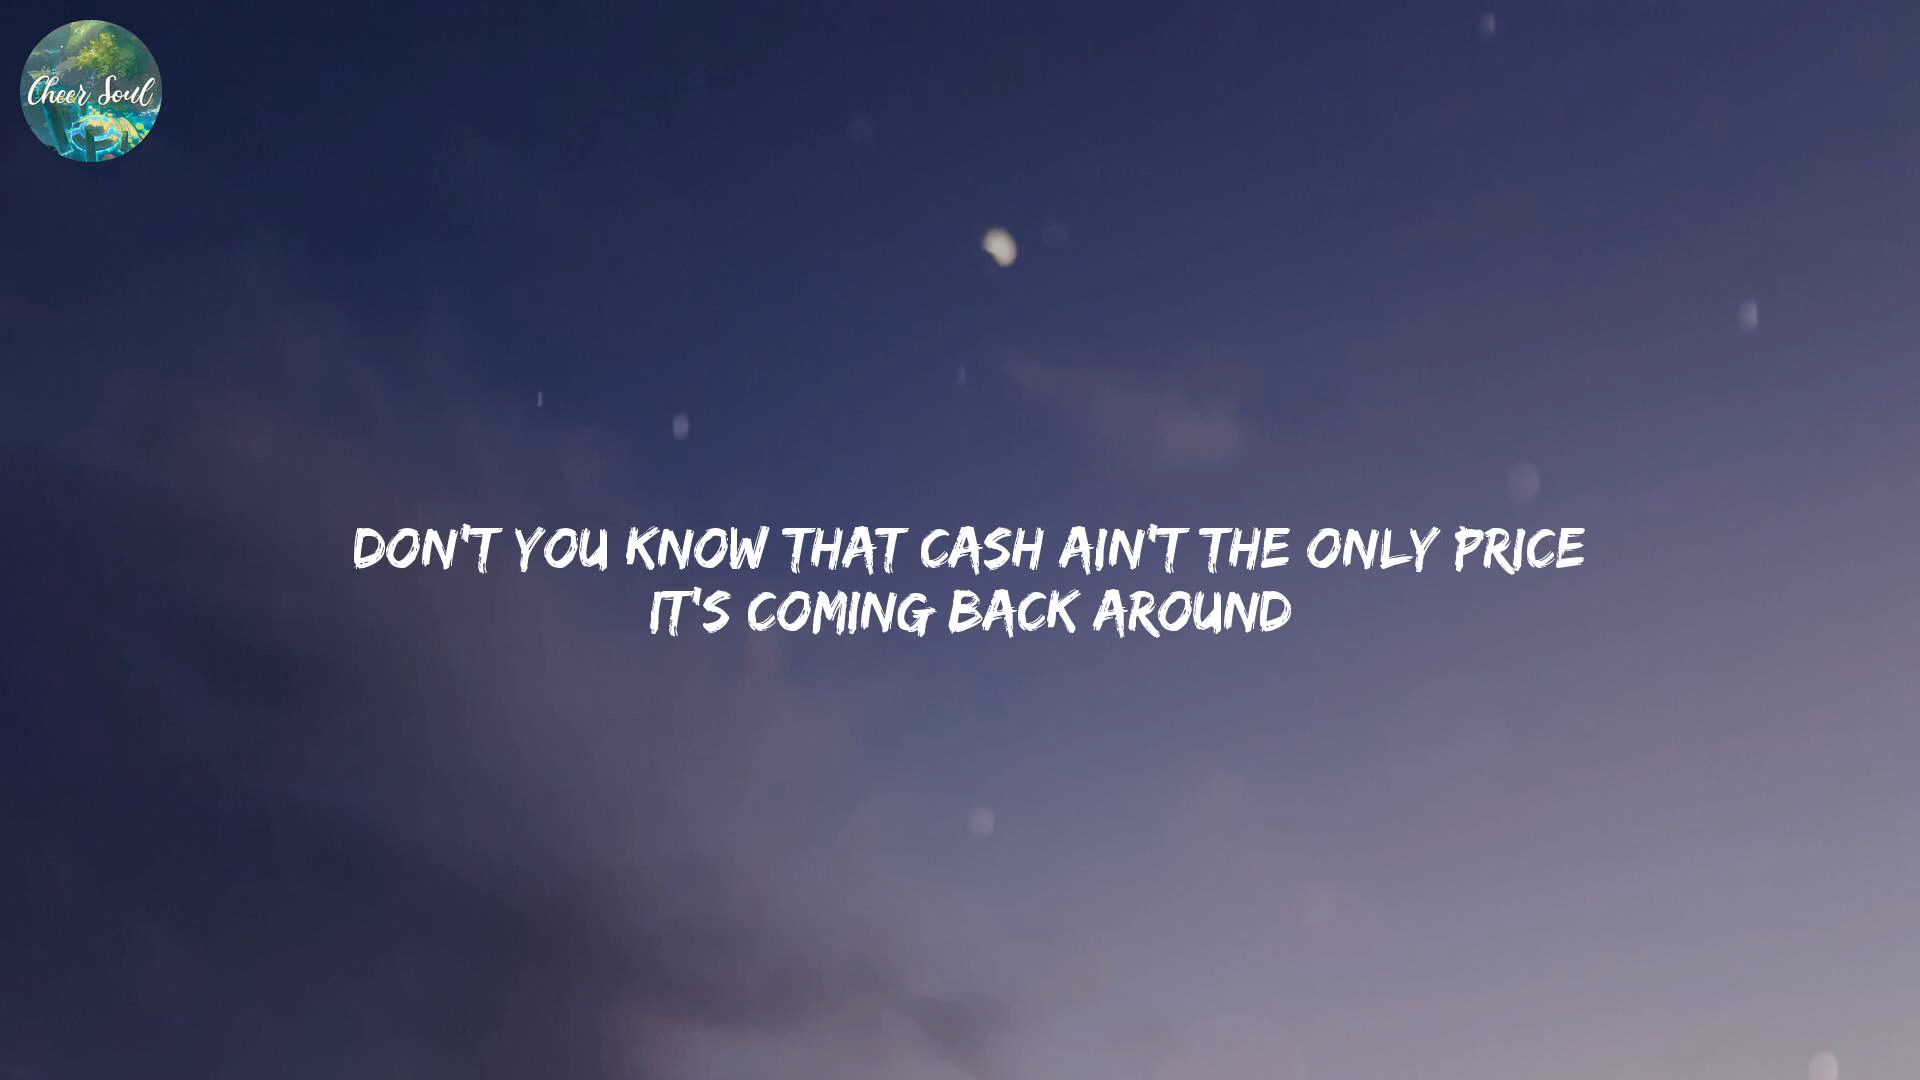 Cheer Soul
DON'T YOU KNOW THAT CASH AIN'T THE ONLY PRICE
IT'S COMING BACK AROUND